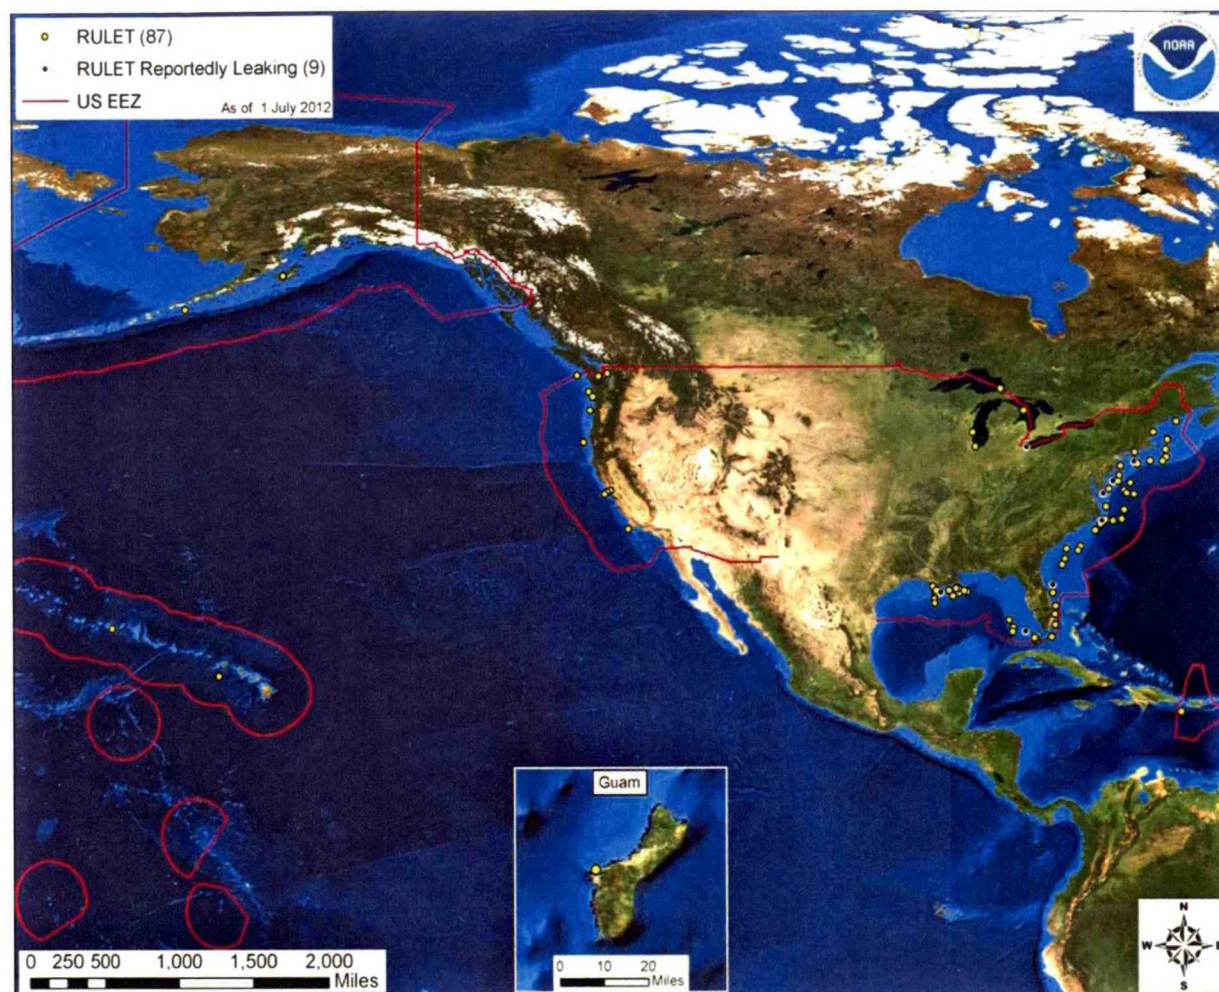 RULET (87)
RULET Reportedly Leaking (9)
US EEZ
As of 1 July 2012
NOAA
Guam
0 10 20
Miles
0 250 500 1,000 1,500 2,000
Miles
N
W
S